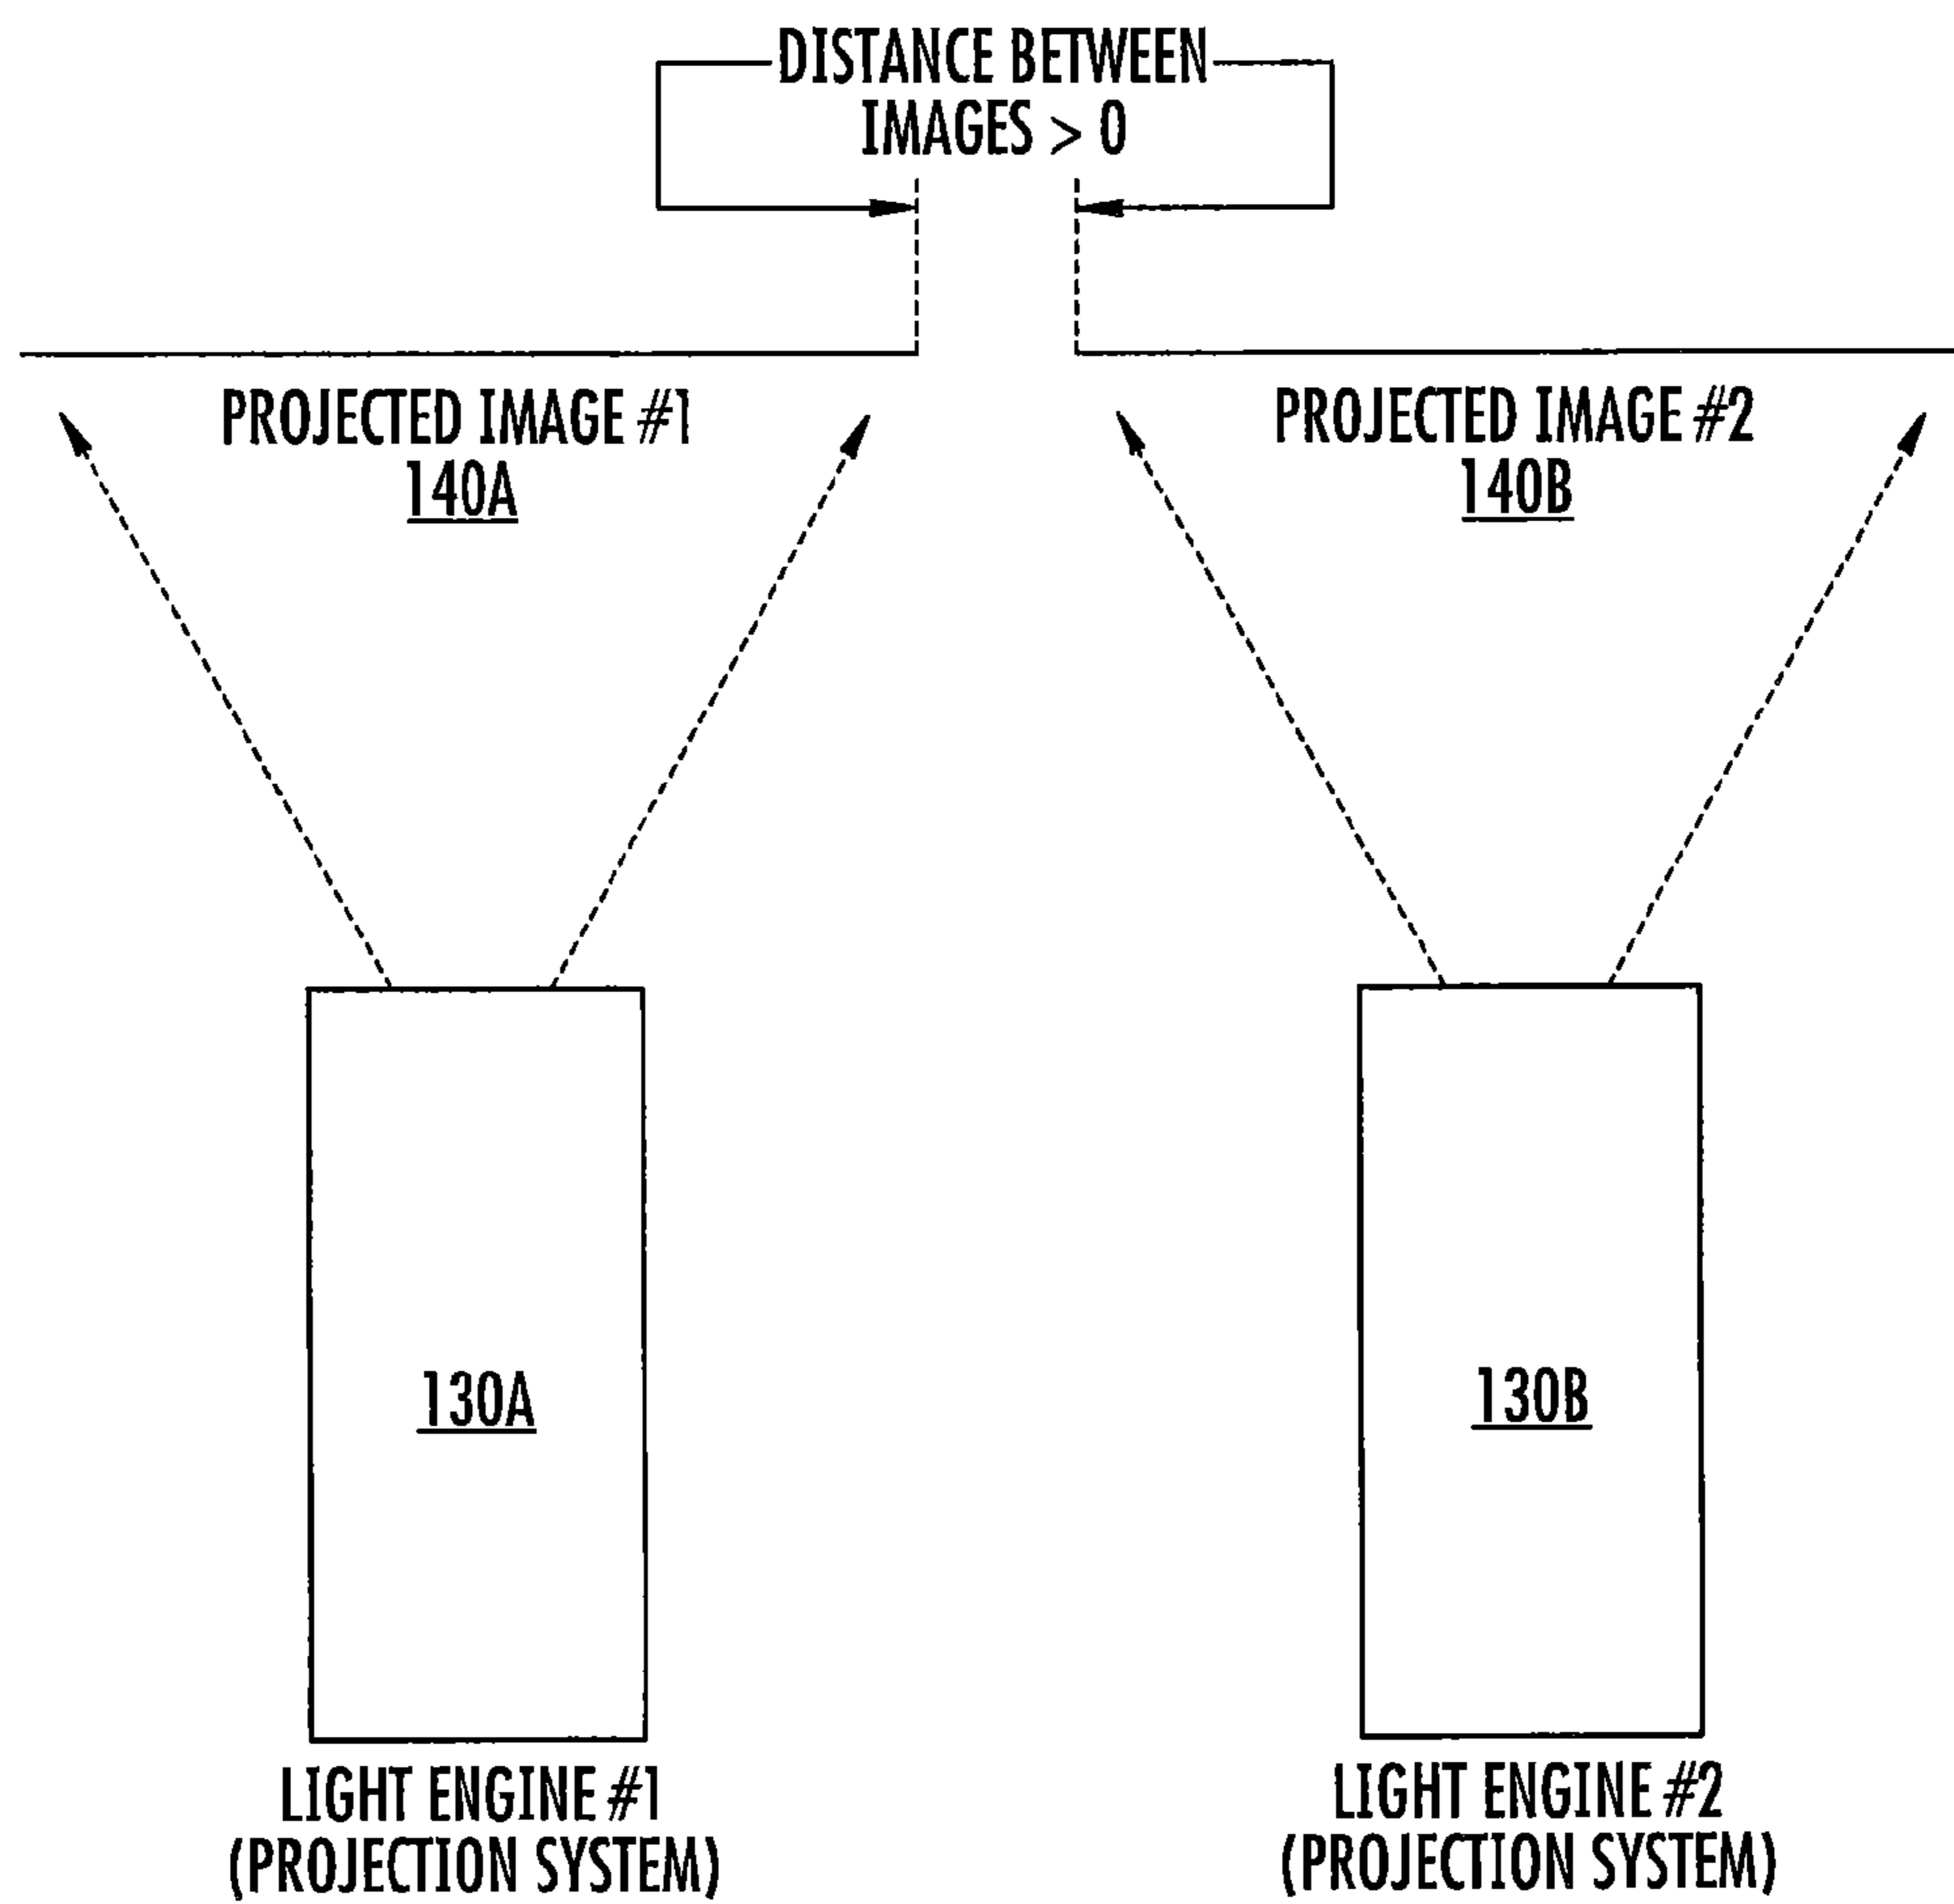 DISTANCE BETWEEN
IMAGES > 0
PROJECTED IMAGE #1
140A
PROJECTED IMAGE #2
140B
130A
130B
LIGHT ENGINE #1
(PROJECTION SYSTEM)
LIGHT ENGINE #2
(PROJECTION SYSTEM)